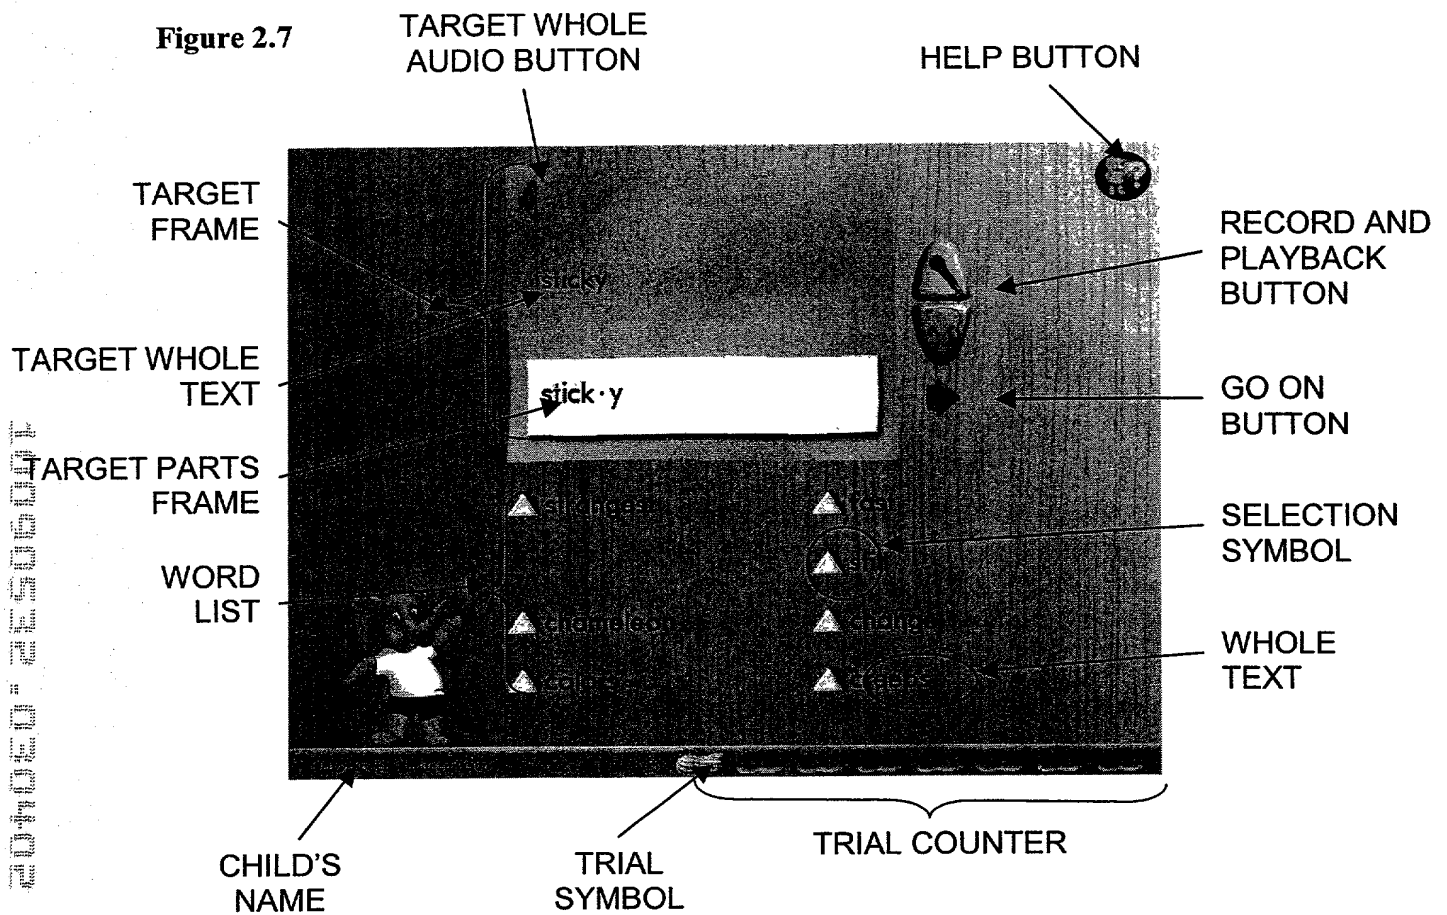 Figure 2.7
TARGET WHOLE
AUDIO BUTTON
HELP BUTTON
TARGET
FRAME
RECORD AND
PLAYBACK
BUTTON
sticky
TARGET WHOLE
TEXT
stick·y
GO ON
BUTTON
TARGET PARTS
FRAME
SELECTION
SYMBOL
WORD
LIST
chameleon
WHOLE
TEXT
CHILD'S
NAME
TRIAL
SYMBOL
TRIAL COUNTER